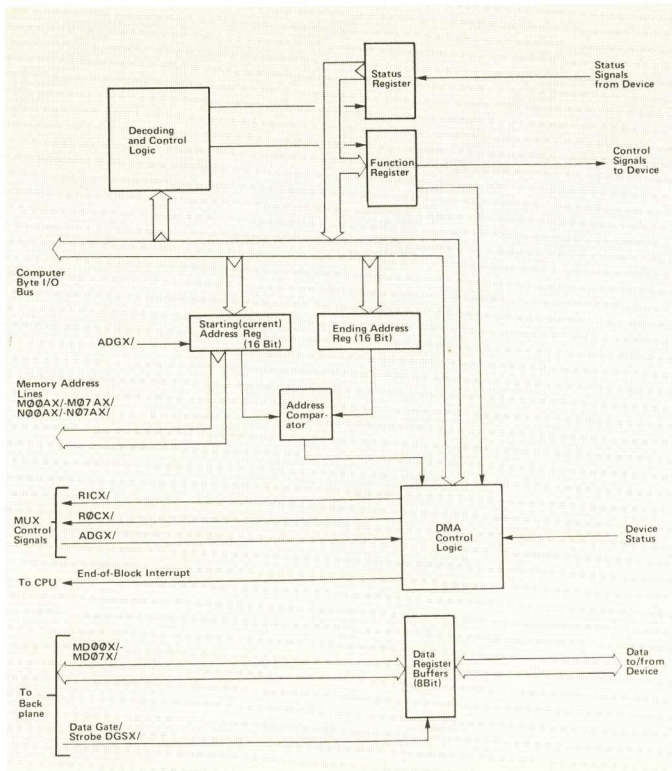 Status
Signals
from Device
Status
Register
Decoding
and Control
Logic
Function
Register
Control
Signals
to Device
Computer
Byte I/O
Bus
Starting(current)
Address Reg
(16 Bit)
Ending Address
Reg (16 Bit)
ADGX/
Memory Address
Lines
MØØAX/-MØ7AX/
NØØAX/-NØ7AX/
Address
Compar-
ator
MUX
Control
Signals
RICX/
RØCX/
ADGX/
DMA
Control
Logic
Device
Status
To CPU
End-of-Block Interrupt
MDØØX/-
MDØ7X/
Data
Register
Buffers
(8Bit)
Data
to/from
Device
To
Back
plane
Data Gate/
Strobe DGSX/